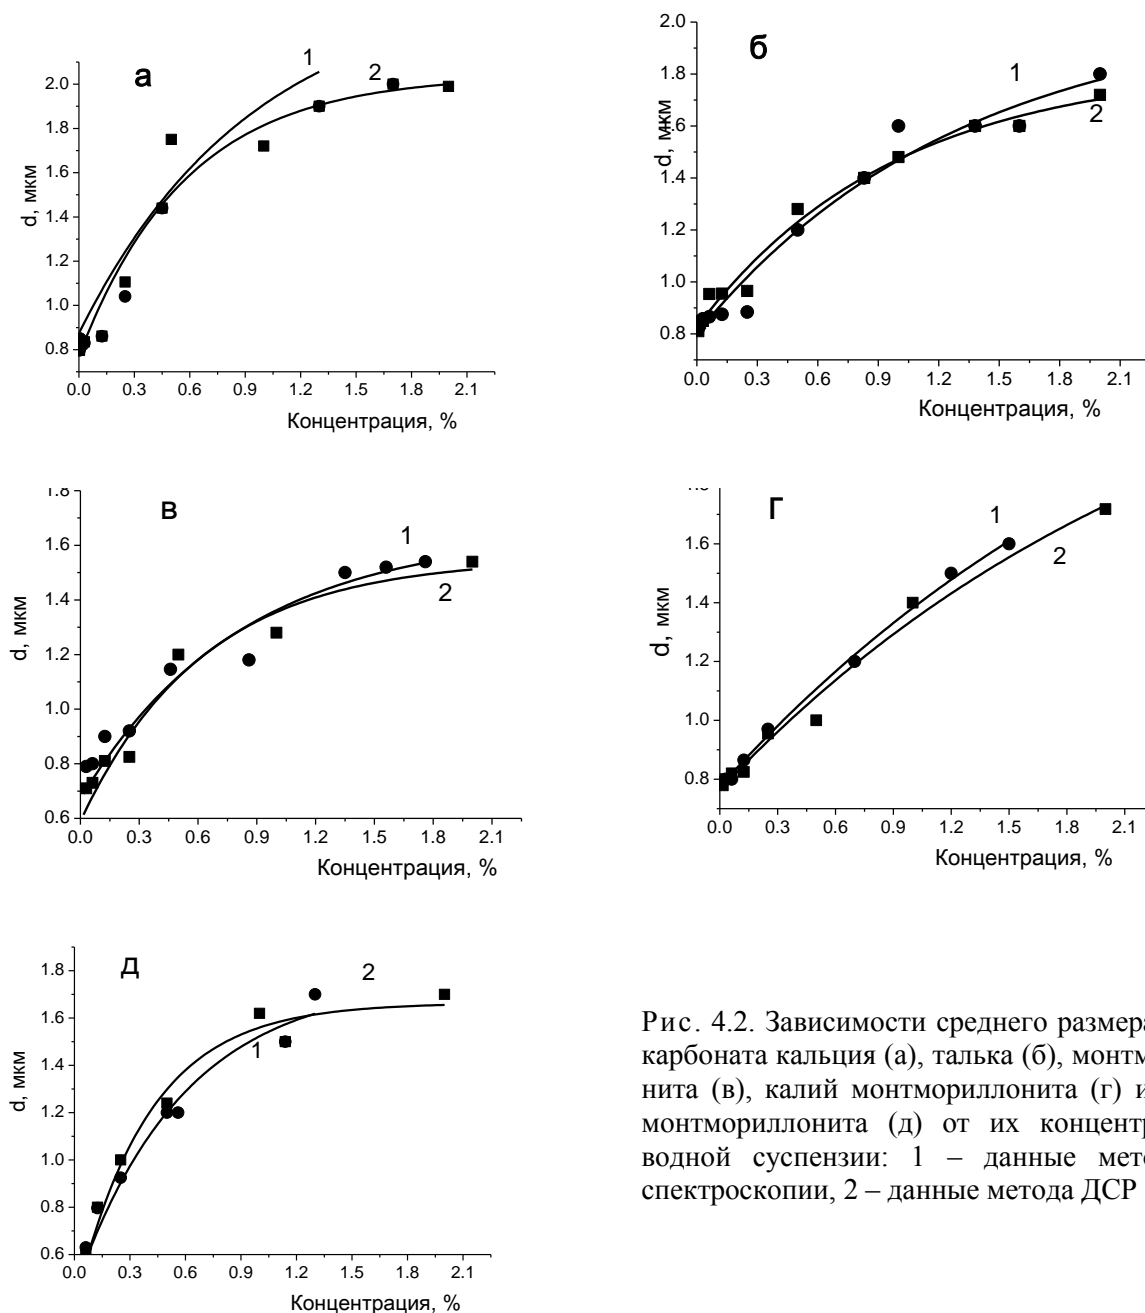 а
1
2
d, мкм
2.0
1.8
1.6
1.4
1.2
1.0
0.8
0.0 0.3 0.6 0.9 1.2 1.5 1.8 2.1
Концентрация, %
б
1
2
d, мкм
2.0
1.8
1.6
1.4
1.2
1.0
0.8
0.0 0.3 0.6 0.9 1.2 1.5 1.8 2.1
Концентрация, %
в
1
2
d, мкм
1.8
1.6
1.4
1.2
1.0
0.8
0.6
0.0 0.3 0.6 0.9 1.2 1.5 1.8 2.1
Концентрация, %
г
1
2
d, мкм
1.6
1.4
1.2
1.0
0.8
0.0 0.3 0.6 0.9 1.2 1.5 1.8 2.1
Концентрация, %
д
2
1
d, мкм
1.8
1.6
1.4
1.2
1.0
0.8
0.6
0.0 0.3 0.6 0.9 1.2 1.5 1.8 2.1
Концентрация, %
Рис. 4.2. Зависимости среднего размера
карбоната кальция (а), талька (б), монтм
нита (в), калий монтмориллонита (г) и
монтмориллонита (д) от их концентр
водной суспензии: 1 – данные мето
спектроскопии, 2 – данные метода ДСР